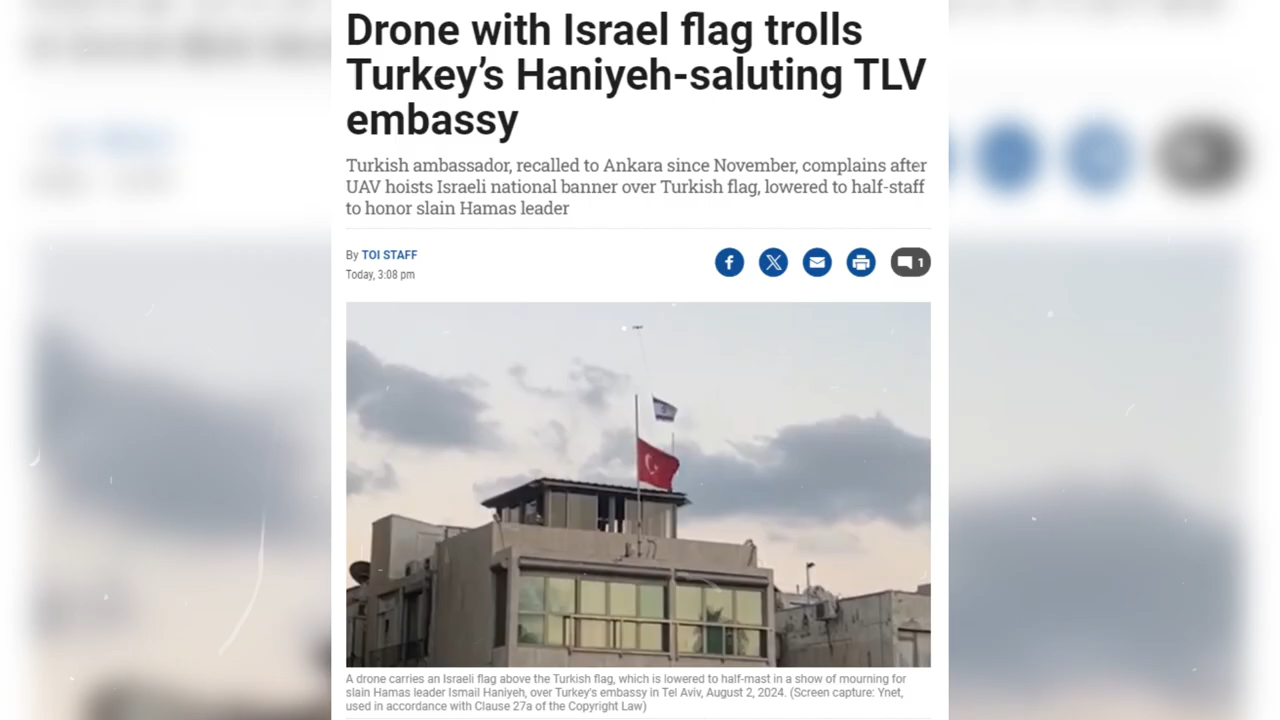 Drone with Israel flag trolls
Turkey’s Haniyeh-saluting TLV
embassy
Turkish ambassador, recalled to Ankara since November, complains after
UAV hoists Israeli national banner over Turkish flag, lowered to half-staff
to honor slain Hamas leader
By TOI STAFF
Today, 3:08 pm
1
A drone carries an Israeli flag above the Turkish flag, which is lowered to half-mast in a show of mourning for
slain Hamas leader Ismail Haniyeh, over Turkey's embassy in Tel Aviv, August 2, 2024. (Screen capture: Ynet,
used in accordance with Clause 27a of the Copyright Law)